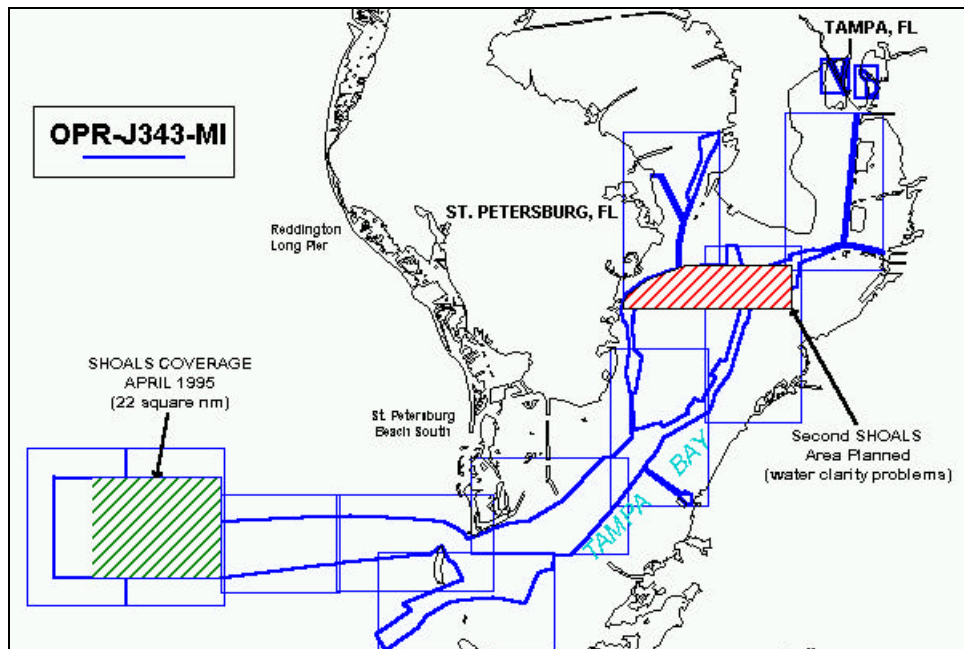 TAMPA, FL
OPR-J343-MI
ST. PETERSBURG, FL
Reddington
Long Pier
SHOALS COVERAGE
APRIL 1995
(22 square nm)
St. Petersburg
Beach South
Second SHOALS
Area Planned
(water clarity problems)
TAMPA BAY